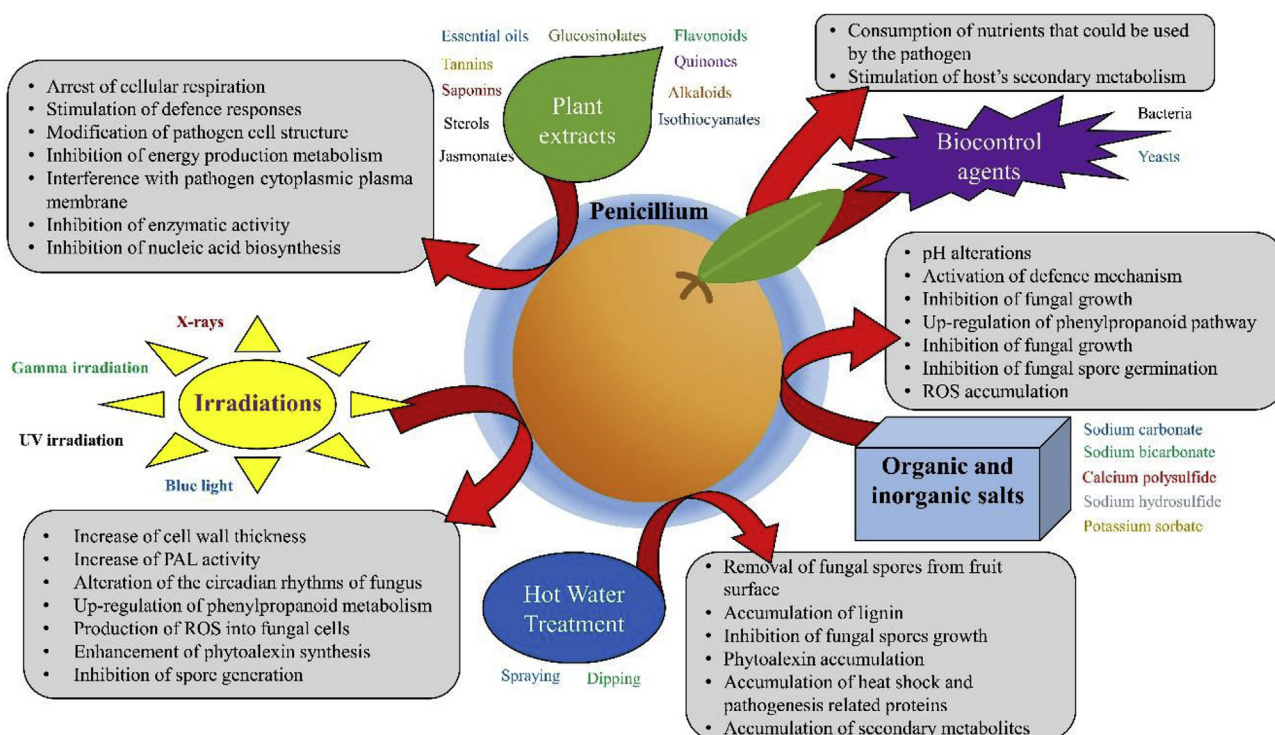 Essential oils
Glucosinolates
Flavonoids
Tannins
Quinones
Saponins
Alkaloids
Sterols
Isothiocyanates
Jasmonates
Plant
extracts
• Arrest of cellular respiration
• Stimulation of defence responses
• Modification of pathogen cell structure
• Inhibition of energy production metabolism
• Interference with pathogen cytoplasmic plasma
membrane
• Inhibition of enzymatic activity
• Inhibition of nucleic acid biosynthesis
• Consumption of nutrients that could be used
by the pathogen
• Stimulation of host's secondary metabolism
Biocontrol
agents
Bacteria
Yeasts
Penicillium
• pH alterations
• Activation of defence mechanism
• Inhibition of fungal growth
• Up-regulation of phenylpropanoid pathway
• Inhibition of fungal growth
• Inhibition of fungal spore germination
• ROS accumulation
Organic and
inorganic salts
Sodium carbonate
Sodium bicarbonate
Calcium polysulfide
Sodium hydrosulfide
Potassium sorbate
X-rays
Gamma irradiation
Irradiations
UV irradiation
Blue light
• Increase of cell wall thickness
• Increase of PAL activity
• Alteration of the circadian rhythms of fungus
• Up-regulation of phenylpropanoid metabolism
• Production of ROS into fungal cells
• Enhancement of phytoalexin synthesis
• Inhibition of spore generation
Hot Water
Treatment
Spraying
Dipping
• Removal of fungal spores from fruit
surface
• Accumulation of lignin
• Inhibition of fungal spores growth
• Phytoalexin accumulation
• Accumulation of heat shock and
pathogenesis related proteins
• Accumulation of secondary metabolites